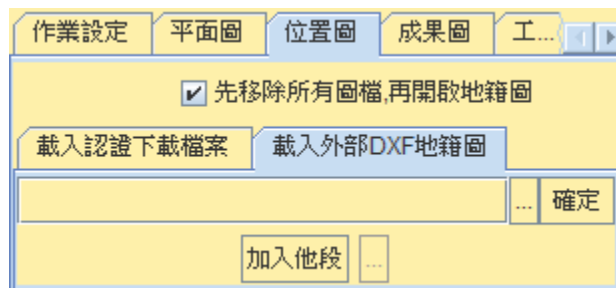 作業設定 平面圖 位置圖 成果圖 工...
先移除所有圖檔,再開啟地籍圖
載入認證下載檔案 載入外部DXF地籍圖
... 確定
加入他段 ...